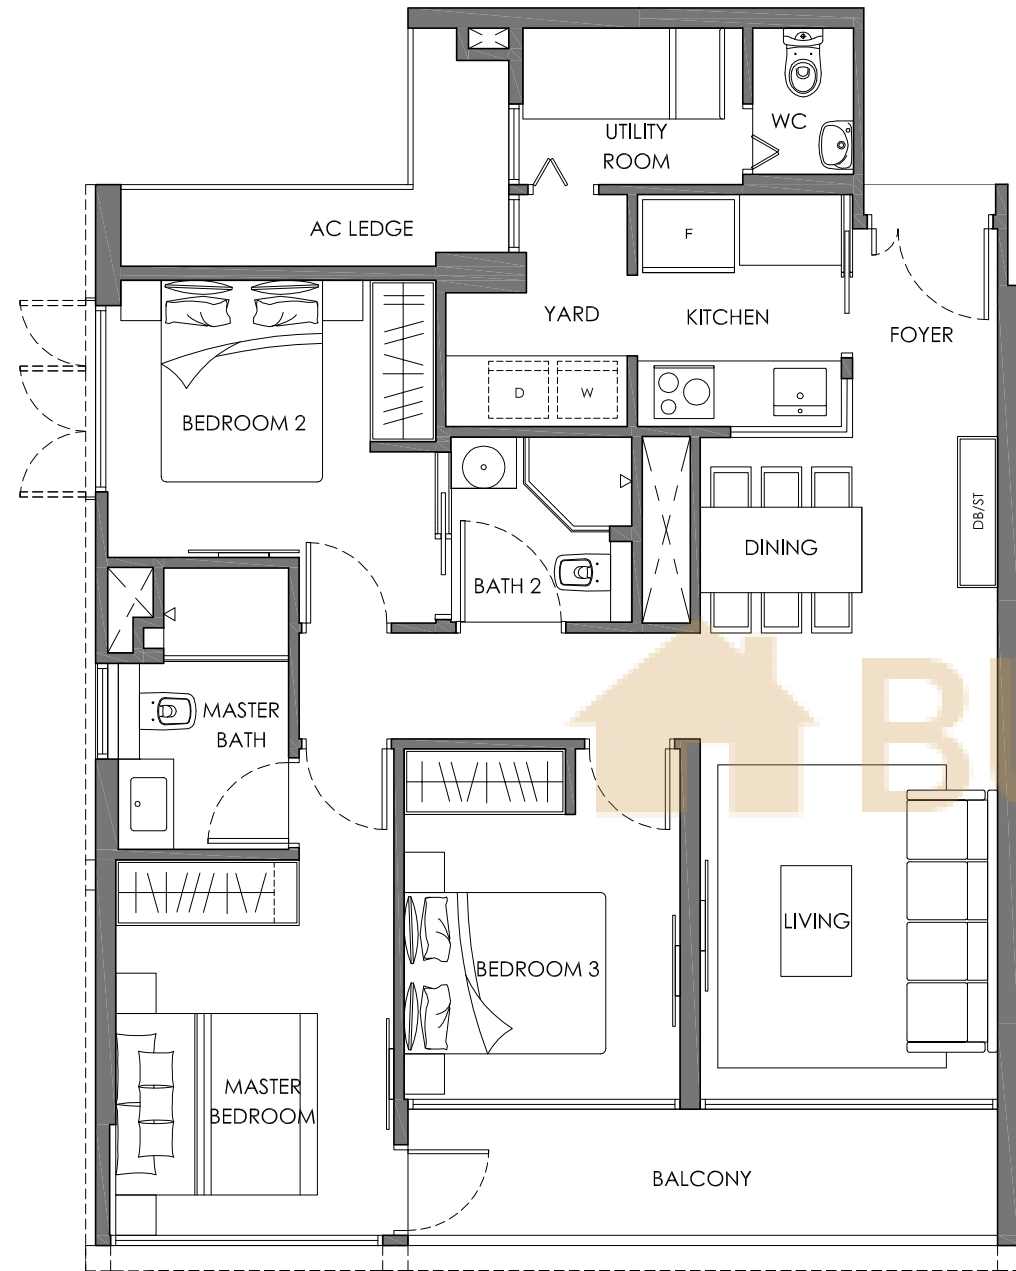 WC
UTILITY
ROOM
AC LEDGE
F
YARD
KITCHEN
FOYER
D
W
BEDROOM 2
DB/ST
DINING
BATH 2
MASTER
BATH
BU
LIVING
BEDROOM 3
MASTER
BEDROOM
BALCONY